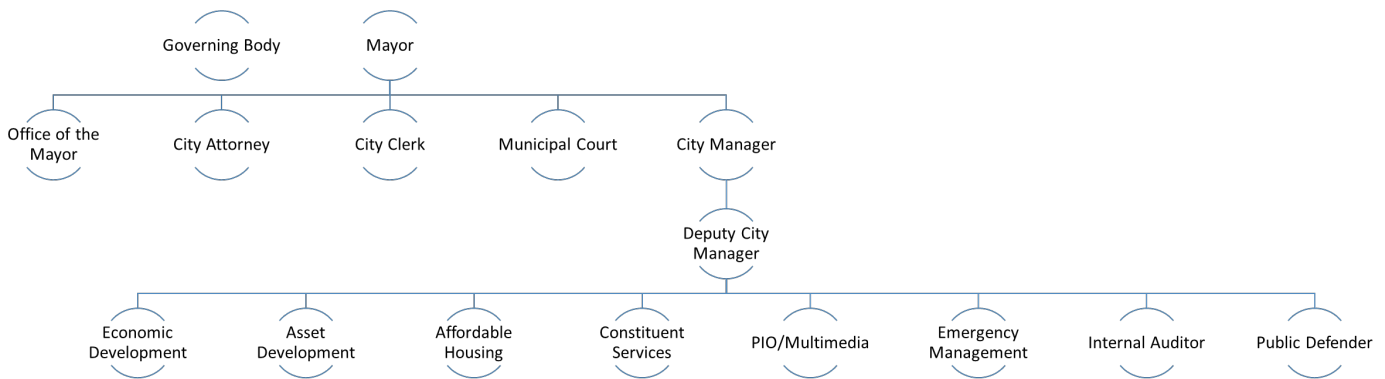 Governing Body
Mayor
Office of the
Mayor
City Attorney
City Clerk
Municipal Court
City Manager
Deputy City
Manager
Economic
Development
Asset
Development
Affordable
Housing
Constituent
Services
PIO/Multimedia
Emergency
Management
Internal Auditor
Public Defender